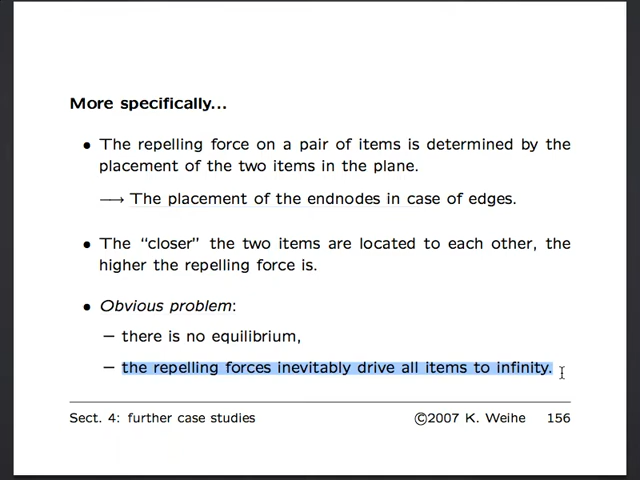 More specifically...
• The repelling force on a pair of items is determined by the
placement of the two items in the plane.
⟶ The placement of the endnodes in case of edges.
• The “closer” the two items are located to each other, the
higher the repelling force is.
• Obvious problem:
– there is no equilibrium,
– the repelling forces inevitably drive all items to infinity.
Sect. 4: further case studies ©2007 K. Weihe 156